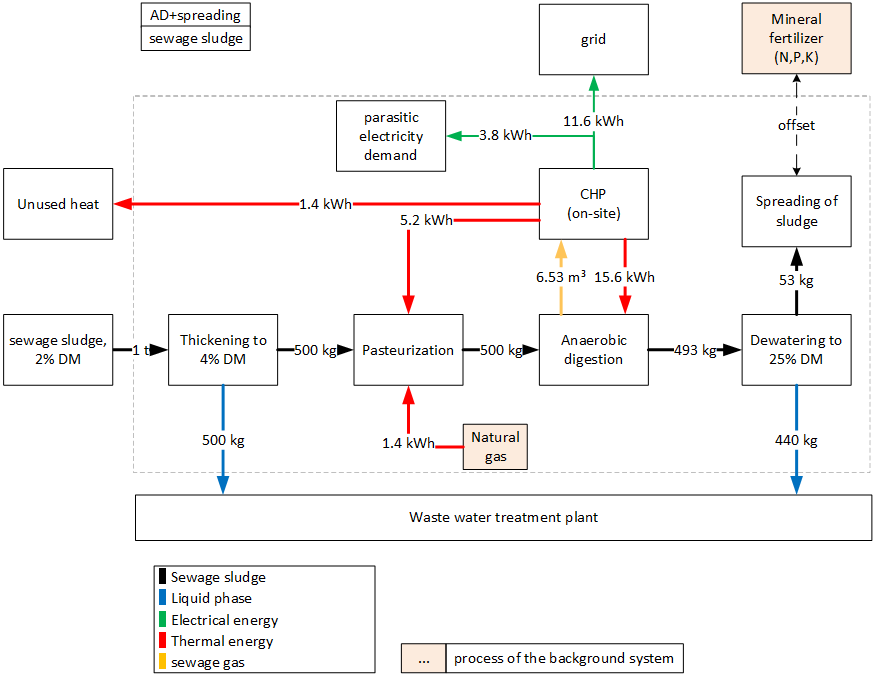 AD+spreading
sewage sludge
grid
Mineral
fertilizer
(N,P,K)
parasitic
electricity
demand
3.8 kWh
11.6 kWh
offset
Unused heat
1.4 kWh
5.2 kWh
CHP
(on-site)
Spreading of
sludge
6.53 m³
15.6 kWh
53 kg
sewage sludge,
2% DM
1 t
Thickening to
4% DM
500 kg
Pasteurization
500 kg
Anaerobic
digestion
493 kg
Dewatering to
25% DM
500 kg
1.4 kWh
Natural
gas
440 kg
Waste water treatment plant
Sewage sludge
Liquid phase
Electrical energy
Thermal energy
sewage gas
...
process of the background system